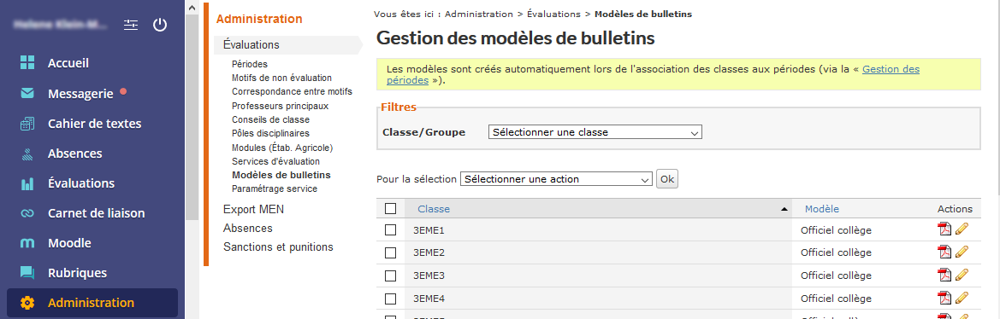 Accueil
Messagerie
Cahier de textes
Absences
Évaluations
Carnet de liaison
Moodle
Rubriques
Administration
Administration
Évaluations
Périodes
Motifs de non évaluation
Correspondance entre motifs
Professeurs principaux
Conseils de classe
Pôles disciplinaires
Modules (Étab. Agricole)
Services d'évaluation
Modèles de bulletins
Paramétrage service
Export MEN
Absences
Sanctions et punitions
Vous êtes ici : Administration > Évaluations > Modèles de bulletins
Gestion des modèles de bulletins
Les modèles sont créés automatiquement lors de l'association des classes aux périodes (via la « Gestion des
périodes »).
Filtres
Classe/Groupe Sélectionner une classe
Pour la sélection Sélectionner une action Ok
Classe Modèle Actions
3EME1 Officiel collège
3EME2 Officiel collège
3EME3 Officiel collège
3EME4 Officiel collège